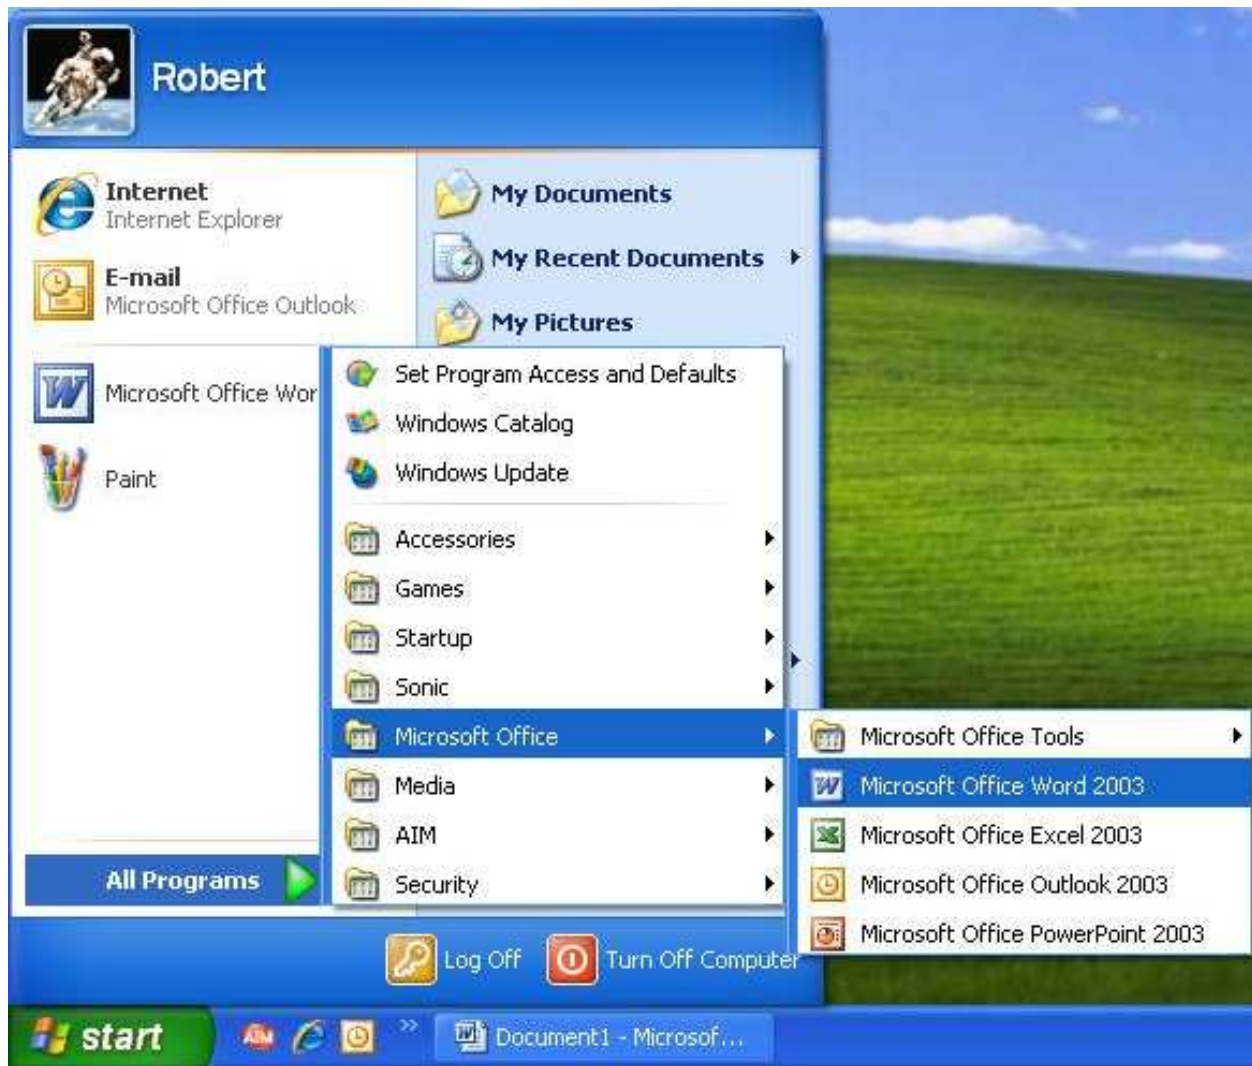 Robert
Internet
Internet Explorer
E-mail
Microsoft Office Outlook
Microsoft Office Wor
Paint
All Programs
My Documents
My Recent Documents
My Pictures
Set Program Access and Defaults
Windows Catalog
Windows Update
Accessories
Games
Startup
Sonic
Microsoft Office
Media
AIM
Security
Microsoft Office Tools
Microsoft Office Word 2003
Microsoft Office Excel 2003
Microsoft Office Outlook 2003
Microsoft Office PowerPoint 2003
Log Off
Turn Off Computer
start
AIM
Document1 - Microsof...